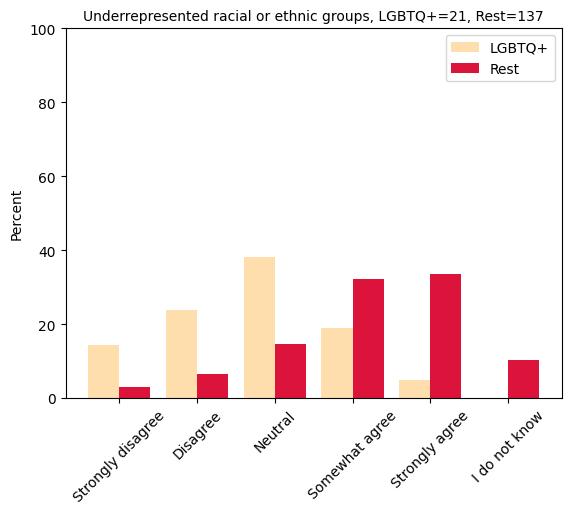 Underrepresented racial or ethnic groups, LGBTQ+=21, Rest=137
LGBTQ+
Rest
Percent
100
80
60
40
20
0
Strongly disagree
Disagree
Neutral
Somewhat agree
Strongly agree
I do not know